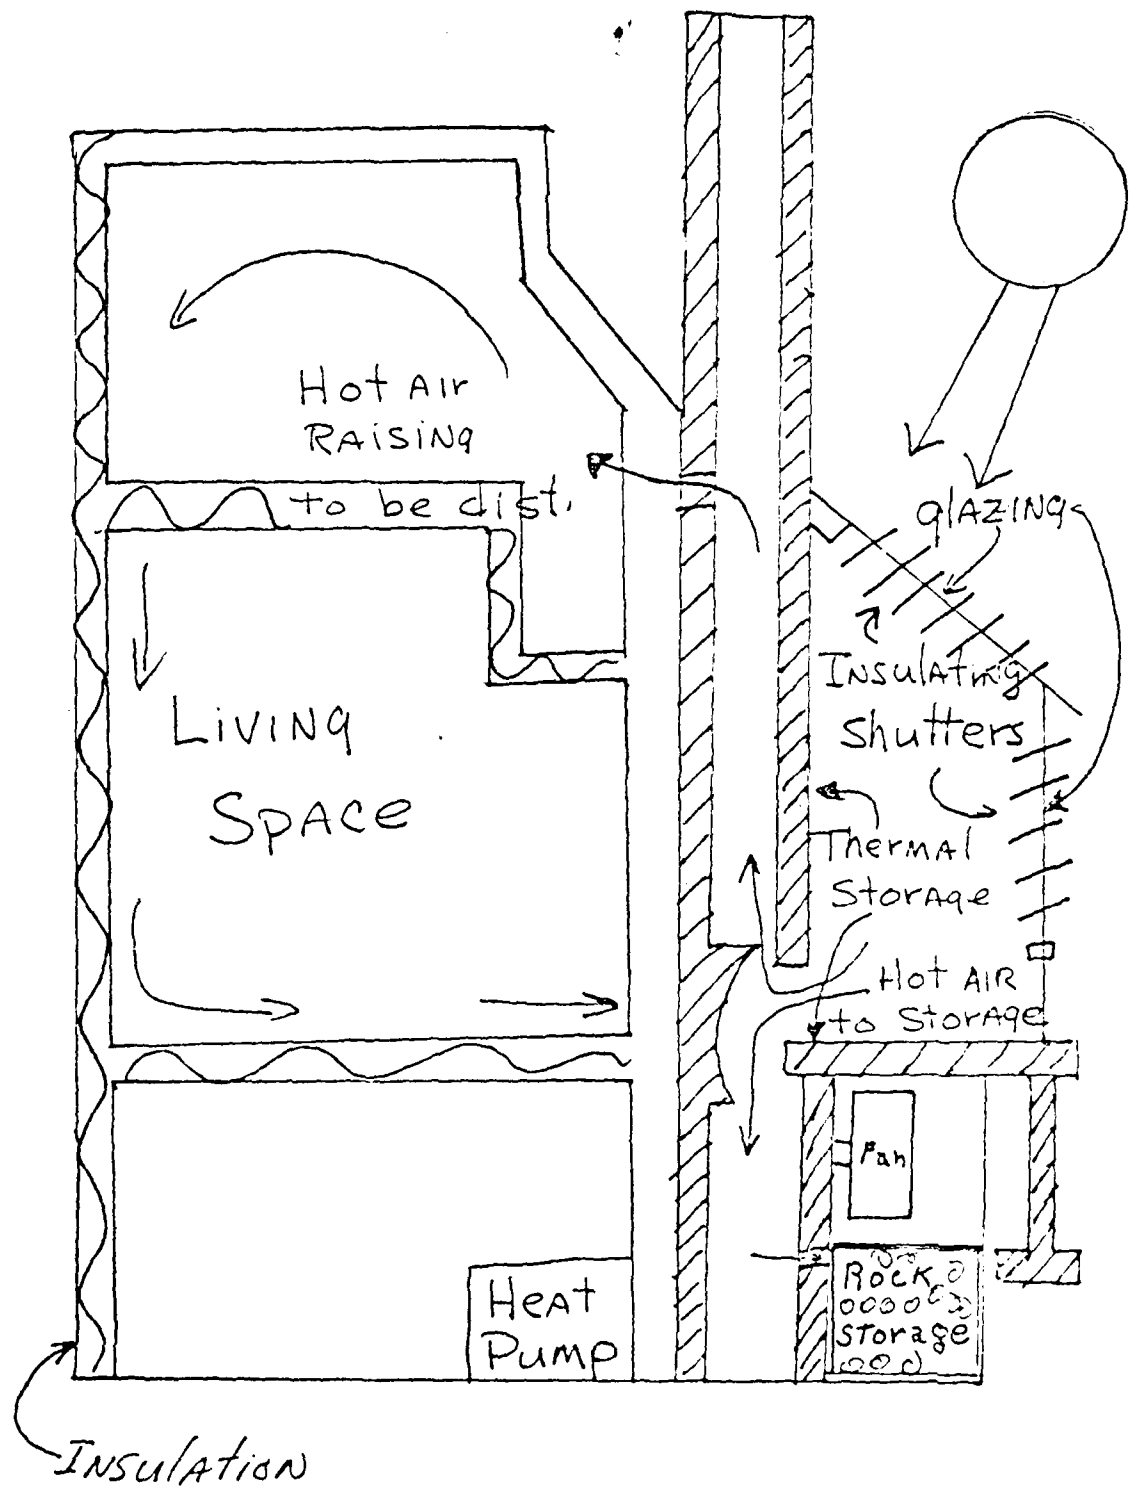 Hot Air
Raising
to be dist.
glazing
Insulating
Shutters
Living
Space
Thermal
Storage
Hot Air
to Storage
Fan
Rock
Storage
Heat
Pump
Insulation